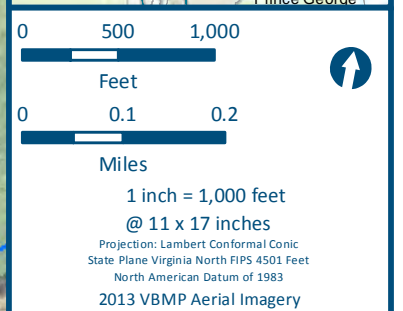 Prince George
0 500 1,000
Feet
0 0.1 0.2
Miles
1 inch = 1,000 feet
@ 11 x 17 inches
Projection: Lambert Conformal Conic
State Plane Virginia North FIPS 4501 Feet
North American Datum of 1983
2013 VBMP Aerial Imagery